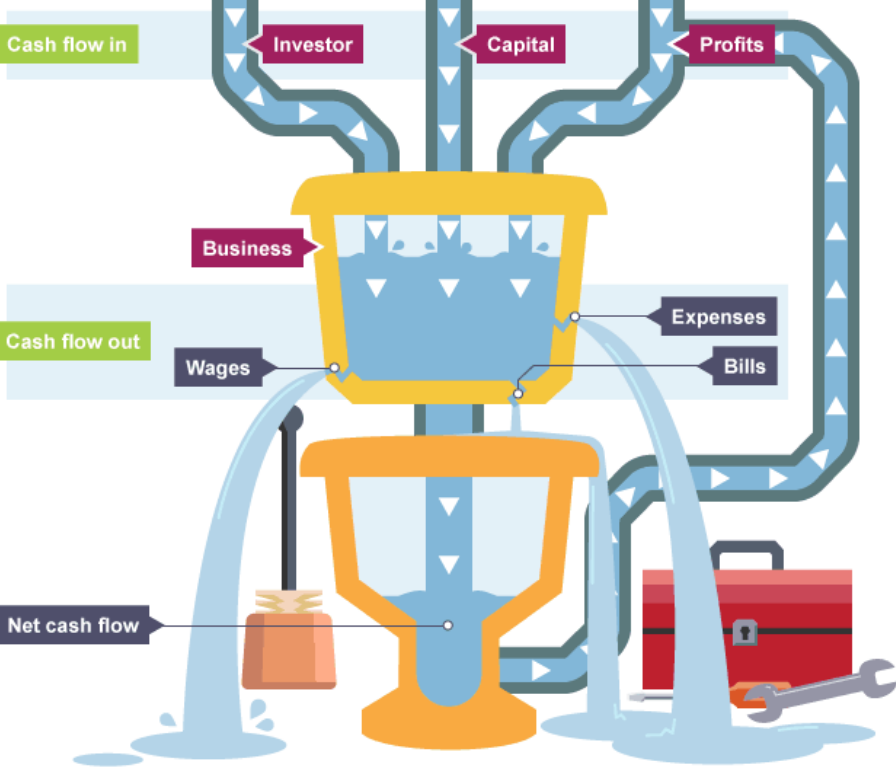 Cash flow in
Investor
Capital
Profits
Business
Cash flow out
Expenses
Wages
Bills
Net cash flow